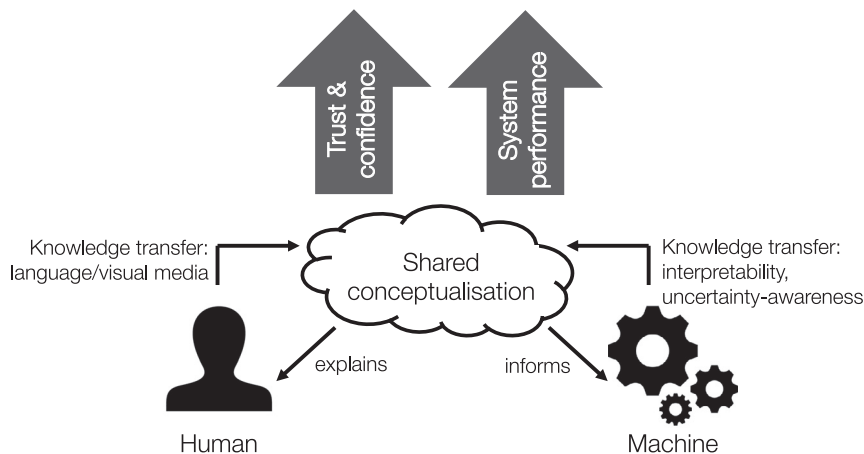 Trust &
confidence
System
performance
Knowledge transfer:
language/visual media
Shared
conceptualisation
Knowledge transfer:
interpretability,
uncertainty-awareness
explains
informs
Human
Machine